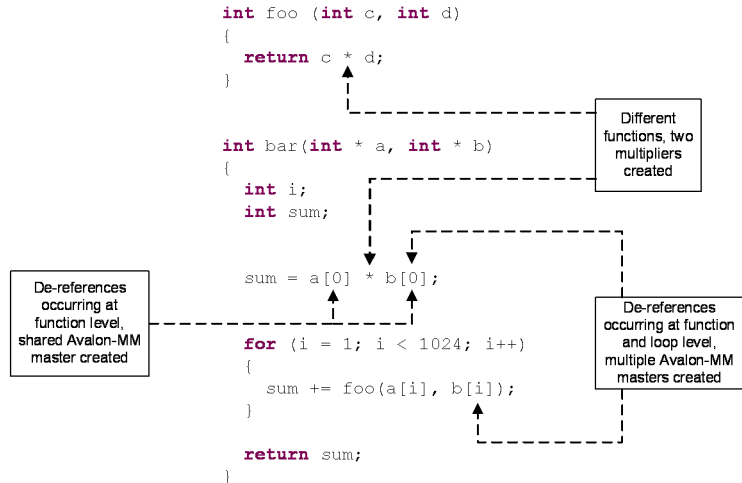 int foo (int c, int d)
{
return c * d;
}
Different
functions, two
multipliers
created
int bar(int * a, int * b)
{
int i;
int sum;
sum = a[0] * b[0];
De-references
occurring at
function level,
shared Avalon-MM
master created
De-references
occurring at function
and loop level,
multiple Avalon-MM
masters created
for (i = 1; i < 1024; i++)
{
sum += foo(a[i], b[i]);
}
return sum;
}